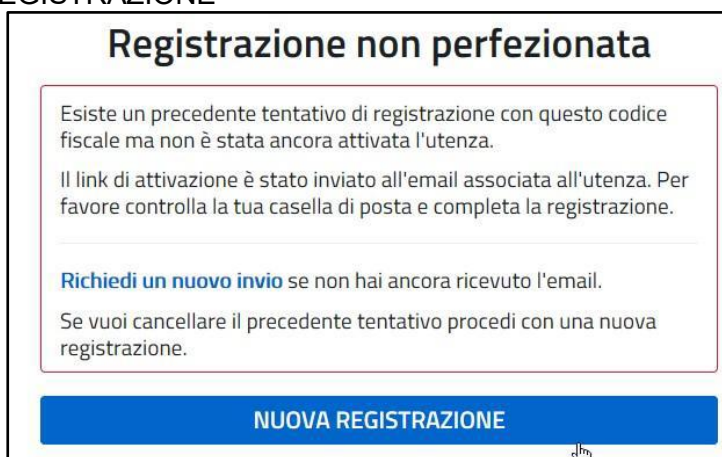 EGISTRAZIONE
Registrazione non perfezionata
Esiste un precedente tentativo di registrazione con questo codice
fiscale ma non è stata ancora attivata l'utenza.
Il link di attivazione è stato inviato all'email associata all'utenza. Per
favore controlla la tua casella di posta e completa la registrazione.
Richiedi un nuovo invio se non hai ancora ricevuto l'email.
Se vuoi cancellare il precedente tentativo procedi con una nuova
registrazione.
NUOVA REGISTRAZIONE